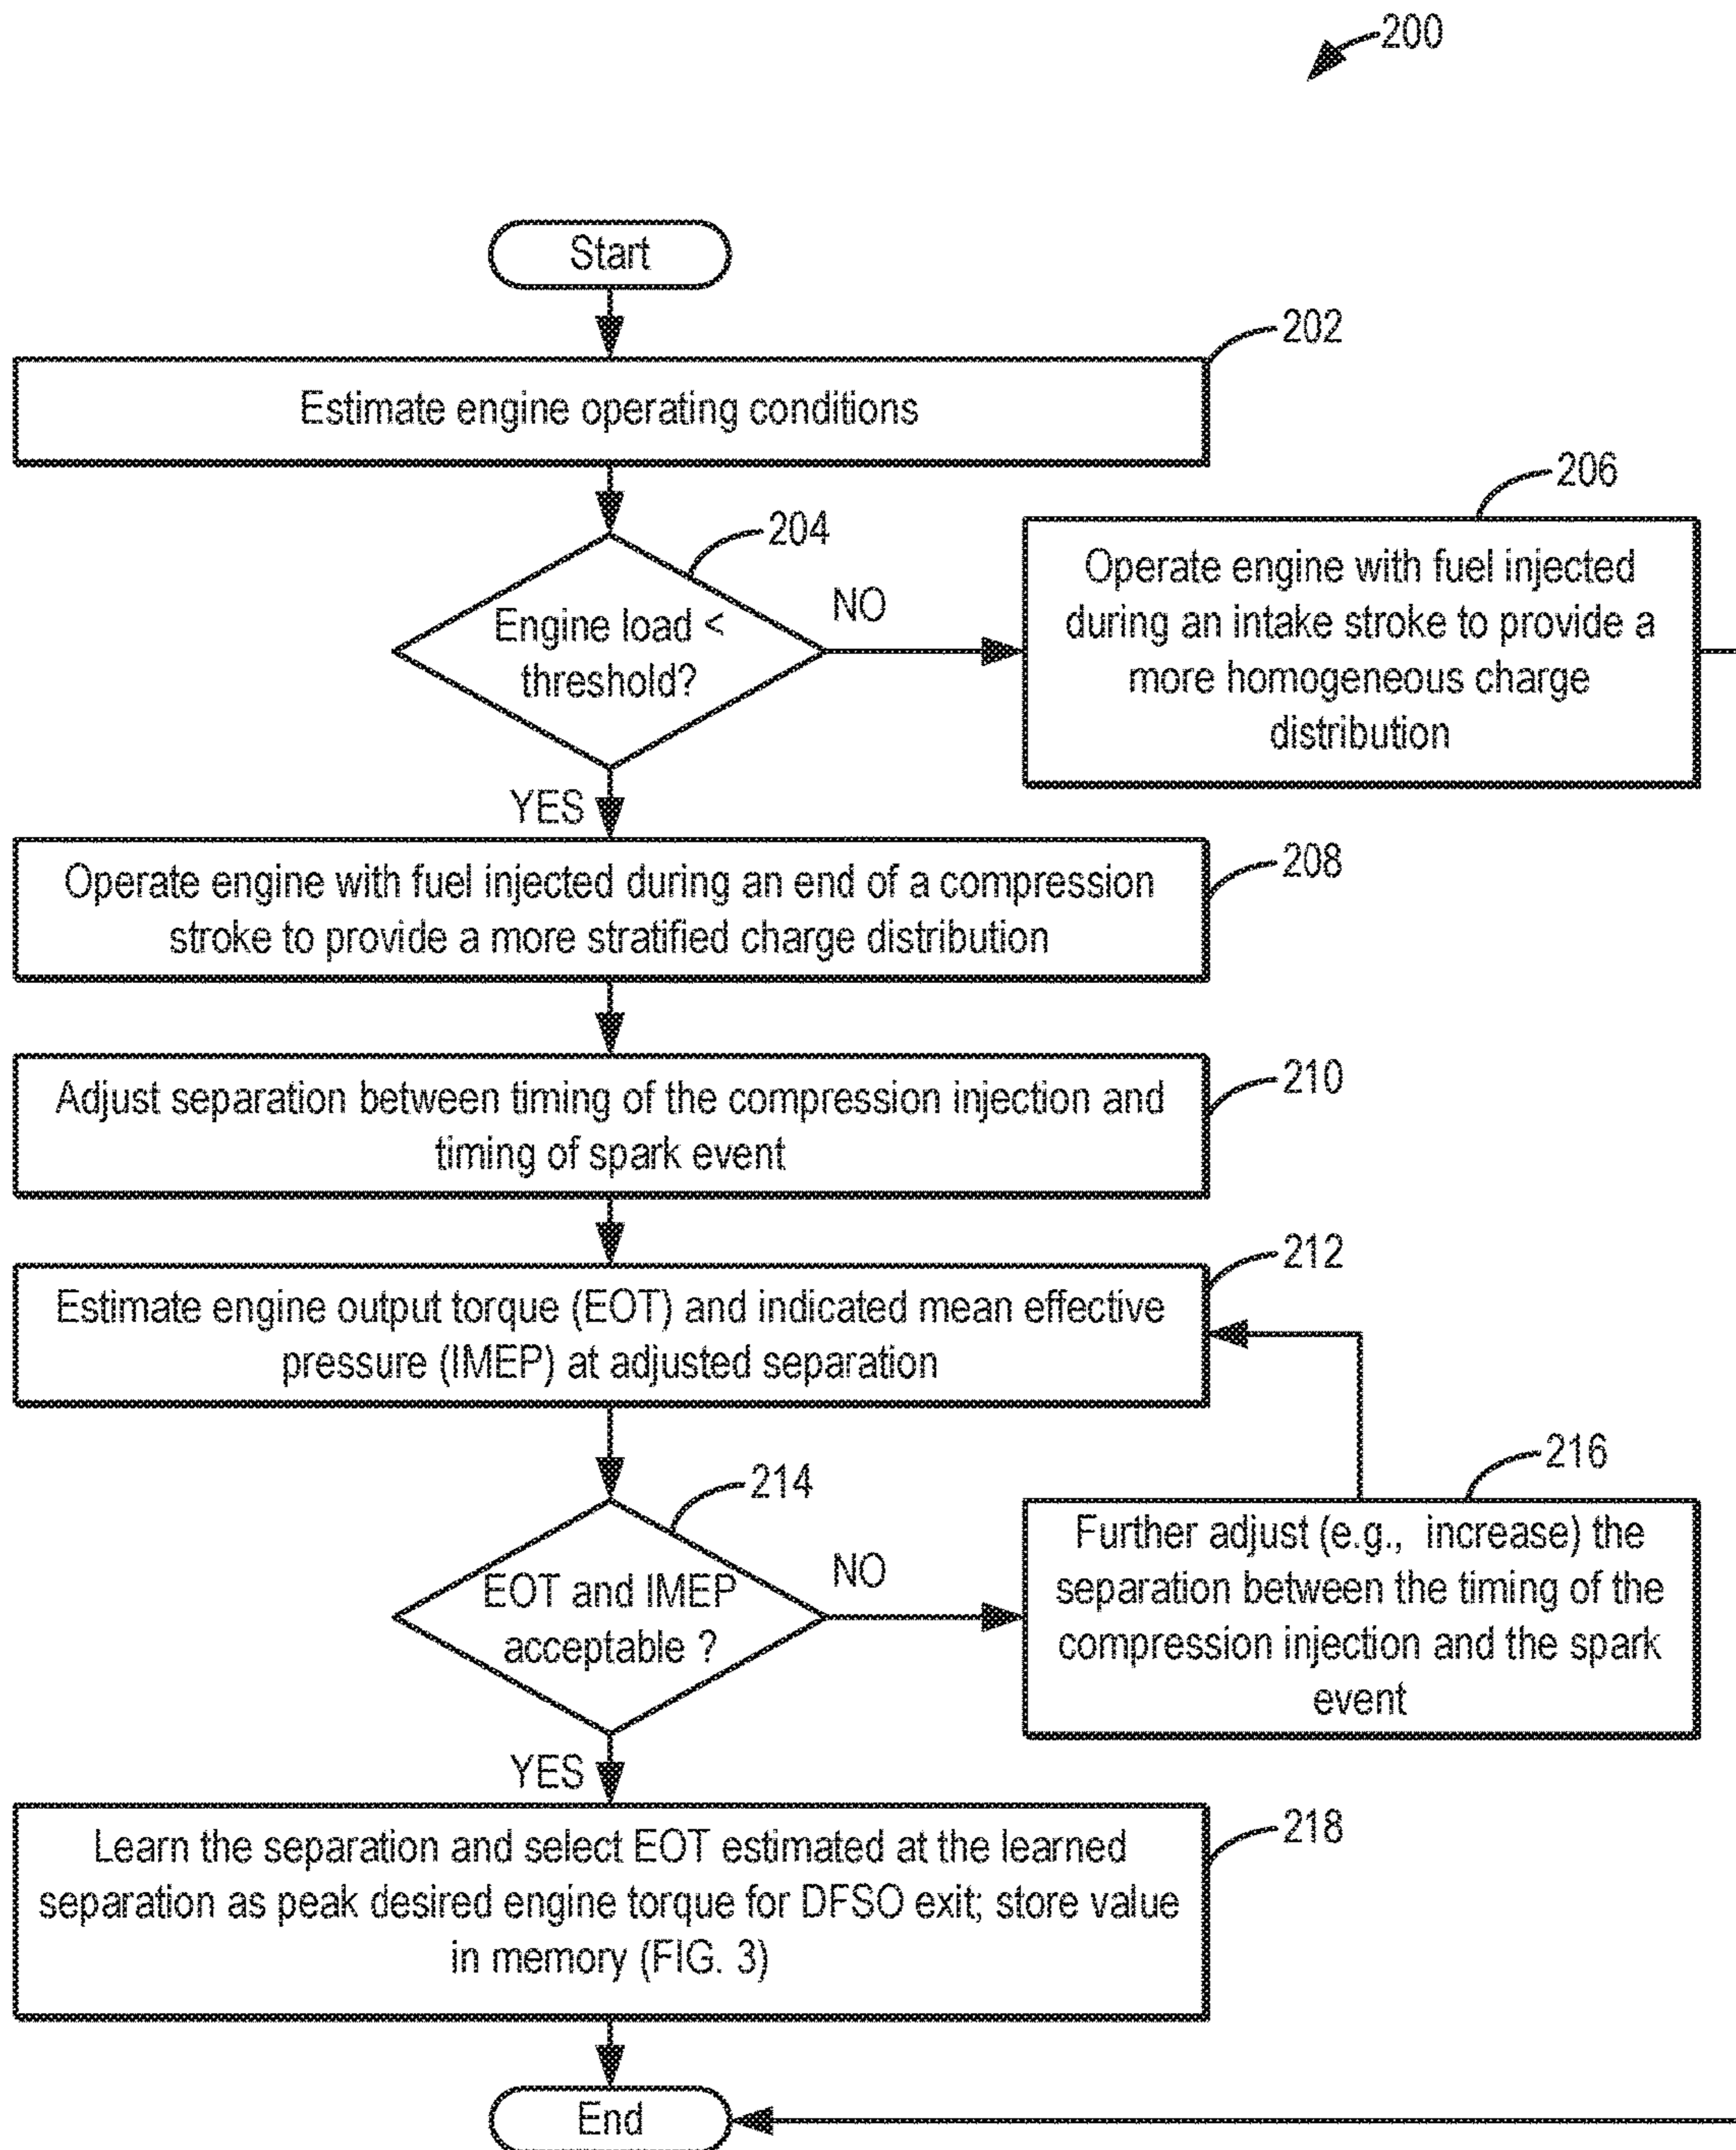 200
Start
202
Estimate engine operating conditions
204
Engine load <
threshold?
NO
206
Operate engine with fuel injected
during an intake stroke to provide a
more homogeneous charge
distribution
YES
208
Operate engine with fuel injected during an end of a compression
stroke to provide a more stratified charge distribution
210
Adjust separation between timing of the compression injection and
timing of spark event
212
Estimate engine output torque (EOT) and indicated mean effective
pressure (IMEP) at adjusted separation
214
EOT and IMEP
acceptable ?
NO
216
Further adjust (e.g., increase) the
separation between the timing of the
compression injection and the spark
event
YES
218
Learn the separation and select EOT estimated at the learned
separation as peak desired engine torque for DFSO exit; store value
in memory (FIG. 3)
End